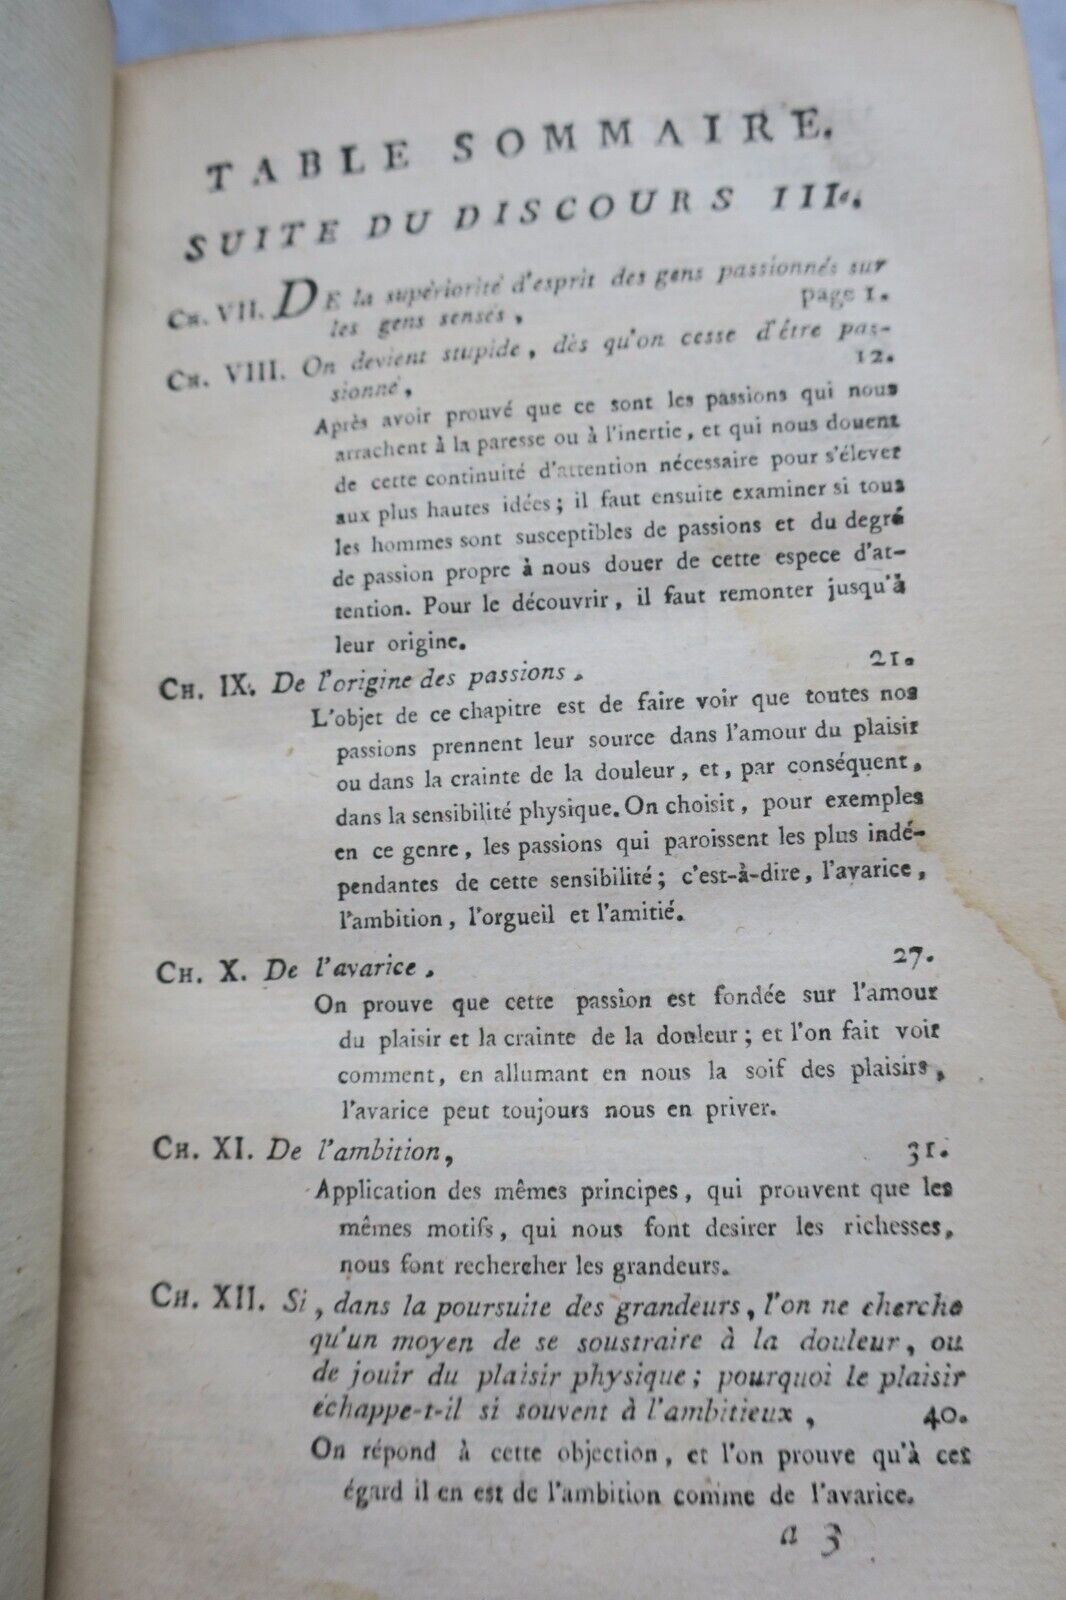 TABLE SOMMAIRE.
SUITE DU DISCOURS III.
CH. VII. DE la supériorité d'esprit des gens passionnés sur
les gens sensés, page 1.
CH. VIII. On devient stupide, dès qu'on cesse d'être pas-
sionné, 12.
Après avoir prouvé que ce sont les passions qui nous
arrachent à la paresse ou à l'inertie, et qui nous douent
de cette continuité d'attention nécessaire pour s'élever
aux plus hautes idées; il faut ensuite examiner si tous
les hommes sont susceptibles de passions et du degré
de passion propre à nous douer de cette espece d'at-
tention. Pour le découvrir, il faut remonter jusqu'à
leur origine.
CH. IX. De l'origine des passions, 21.
L'objet de ce chapitre est de faire voir que toutes nos
passions prennent leur source dans l'amour du plaisir
ou dans la crainte de la douleur, et, par conséquent,
dans la sensibilité physique. On choisit, pour exemples
en ce genre, les passions qui paroissent les plus indé-
pendantes de cette sensibilité; c'est-à-dire, l'avarice,
l'ambition, l'orgueil et l'amitié.
CH. X. De l'avarice, 27.
On prouve que cette passion est fondée sur l'amour
du plaisir et la crainte de la douleur; et l'on fait voir
comment, en allumant en nous la soif des plaisirs,
l'avarice peut toujours nous en priver.
CH. XI. De l'ambition, 31.
Application des mêmes principes, qui prouvent que les
mêmes motifs, qui nous font desirer les richesses,
nous font rechercher les grandeurs.
CH. XII. Si, dans la poursuite des grandeurs, l'on ne cherche
qu'un moyen de se soustraire à la douleur, ou
de jouir du plaisir physique; pourquoi le plaisir
échappe-t-il si souvent à l'ambitieux, 40.
On répond à cette objection, et l'on prouve qu'à cet
égard il en est de l'ambition comme de l'avarice.
a 3